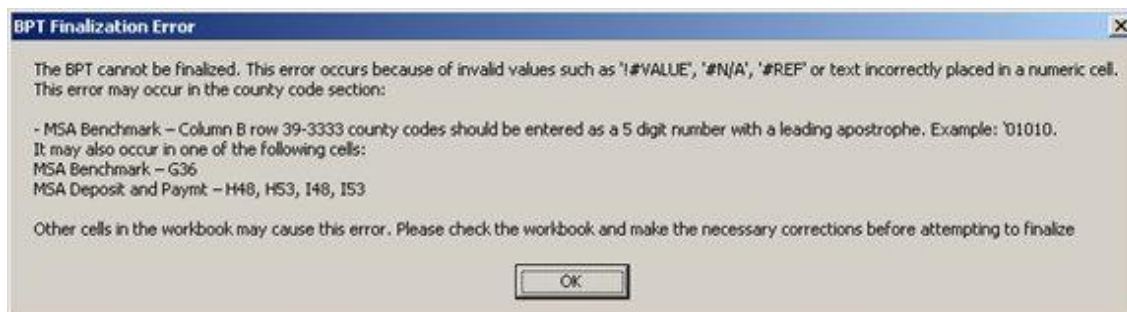 BPT Finalization Error
The BPT cannot be finalized. This error occurs because of invalid values such as '!#VALUE', '#N/A', '#REF' or text incorrectly placed in a numeric cell.
This error may occur in the county code section:
- MSA Benchmark – Column B row 39-3333 county codes should be entered as a 5 digit number with a leading apostrophe. Example: '01010.
It may also occur in one of the following cells:
MSA Benchmark – G36
MSA Deposit and Paymt – H48, H53, I48, I53
Other cells in the workbook may cause this error. Please check the workbook and make the necessary corrections before attempting to finalize
OK